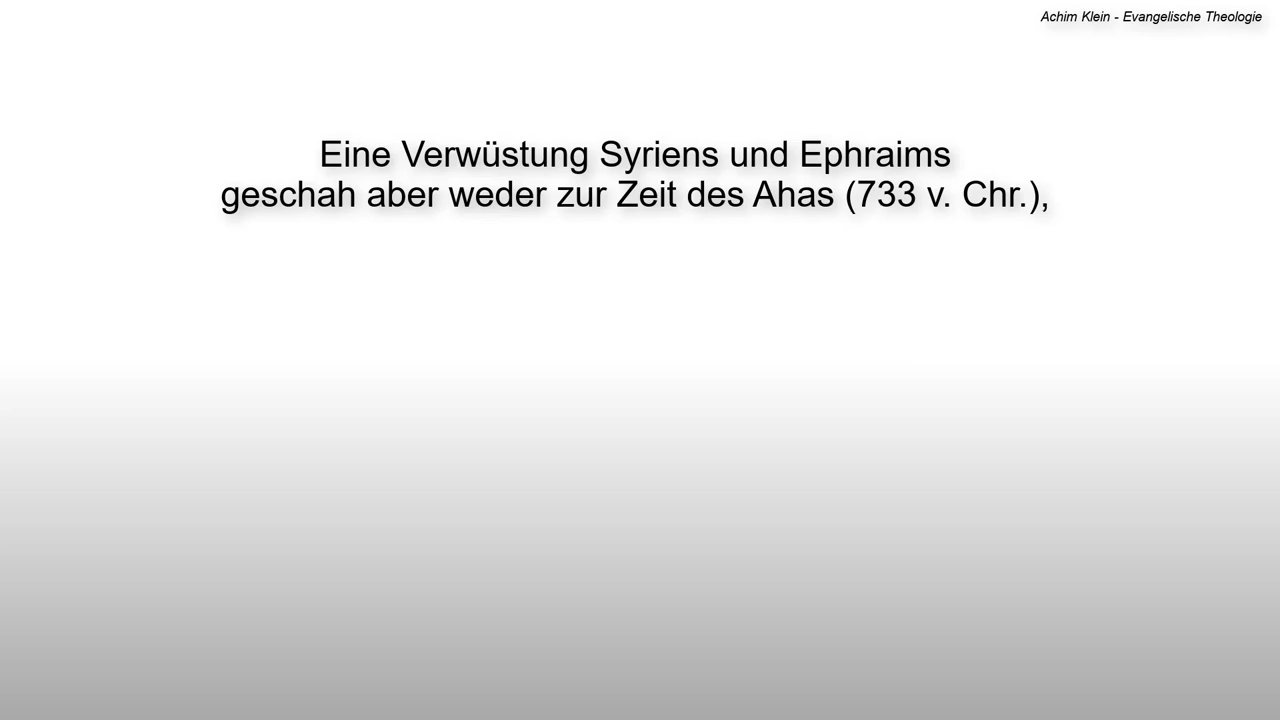 Achim Klein - Evangelische Theologie
Eine Verwüstung Syriens und Ephraims
geschah aber weder zur Zeit des Ahas (733 v. Chr.),